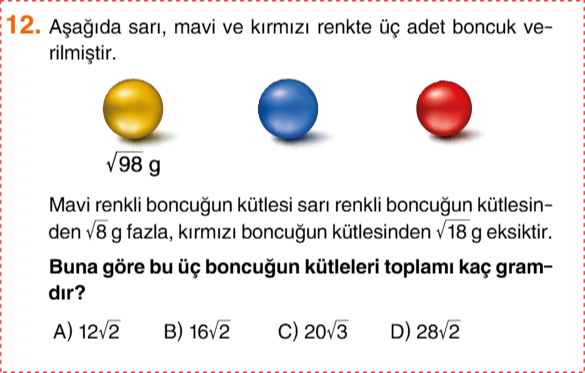 12. Aşağıda sarı, mavi ve kırmızı renkte üç adet boncuk ve-
rilmiştir.
√98 g
Mavi renkli boncuğun kütlesi sarı renkli boncuğun kütlesin-
den √8 g fazla, kırmızı boncuğun kütlesinden √18 g eksiktir.
Buna göre bu üç boncuğun kütleleri toplamı kaç gram-
dır?
A) 12√2 B) 16√2 C) 20√3 D) 28√2